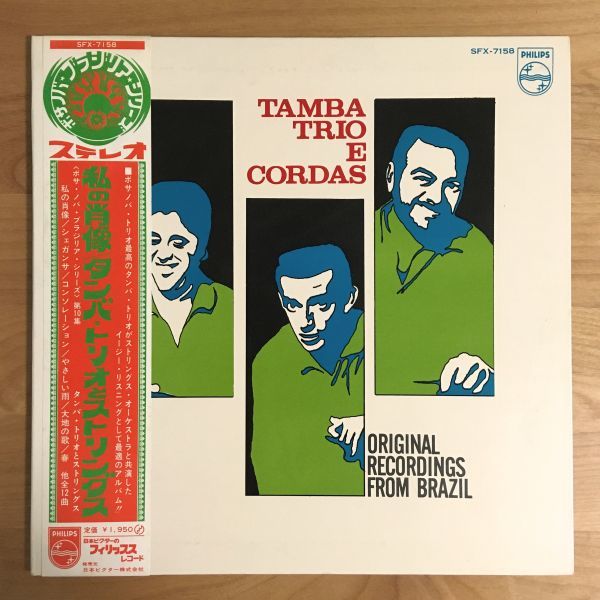 SFX-7158
ボサノバ・ブラジリア・シリーズ
ステレオ
私の肖像 タンバ・トリオとストリングス
■ボサノバ・トリオ最高のタンバ・トリオがストリングス・オーケストラと共演した
イージー・リスニングとして最適のアルバム!!
《ボサ・ノバ・ブラジリア・シリーズ》第10集
タンバ・トリオとストリングス
私の肖像/シェガンサ/コンソレーション/やさしい雨/大地の歌/春 他全12曲
定価 ¥1,950
PHILIPS
日本ビクターの
フィリップス
レコード
発売元
日本ビクター株式会社
SFX-7158
PHILIPS
TAMBA
TRIO
E
CORDAS
ORIGINAL
RECORDINGS
FROM BRAZIL